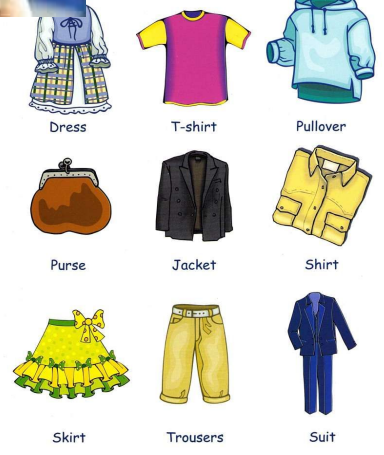 Dress
T-shirt
Pullover
Purse
Jacket
Shirt
Skirt
Trousers
Suit